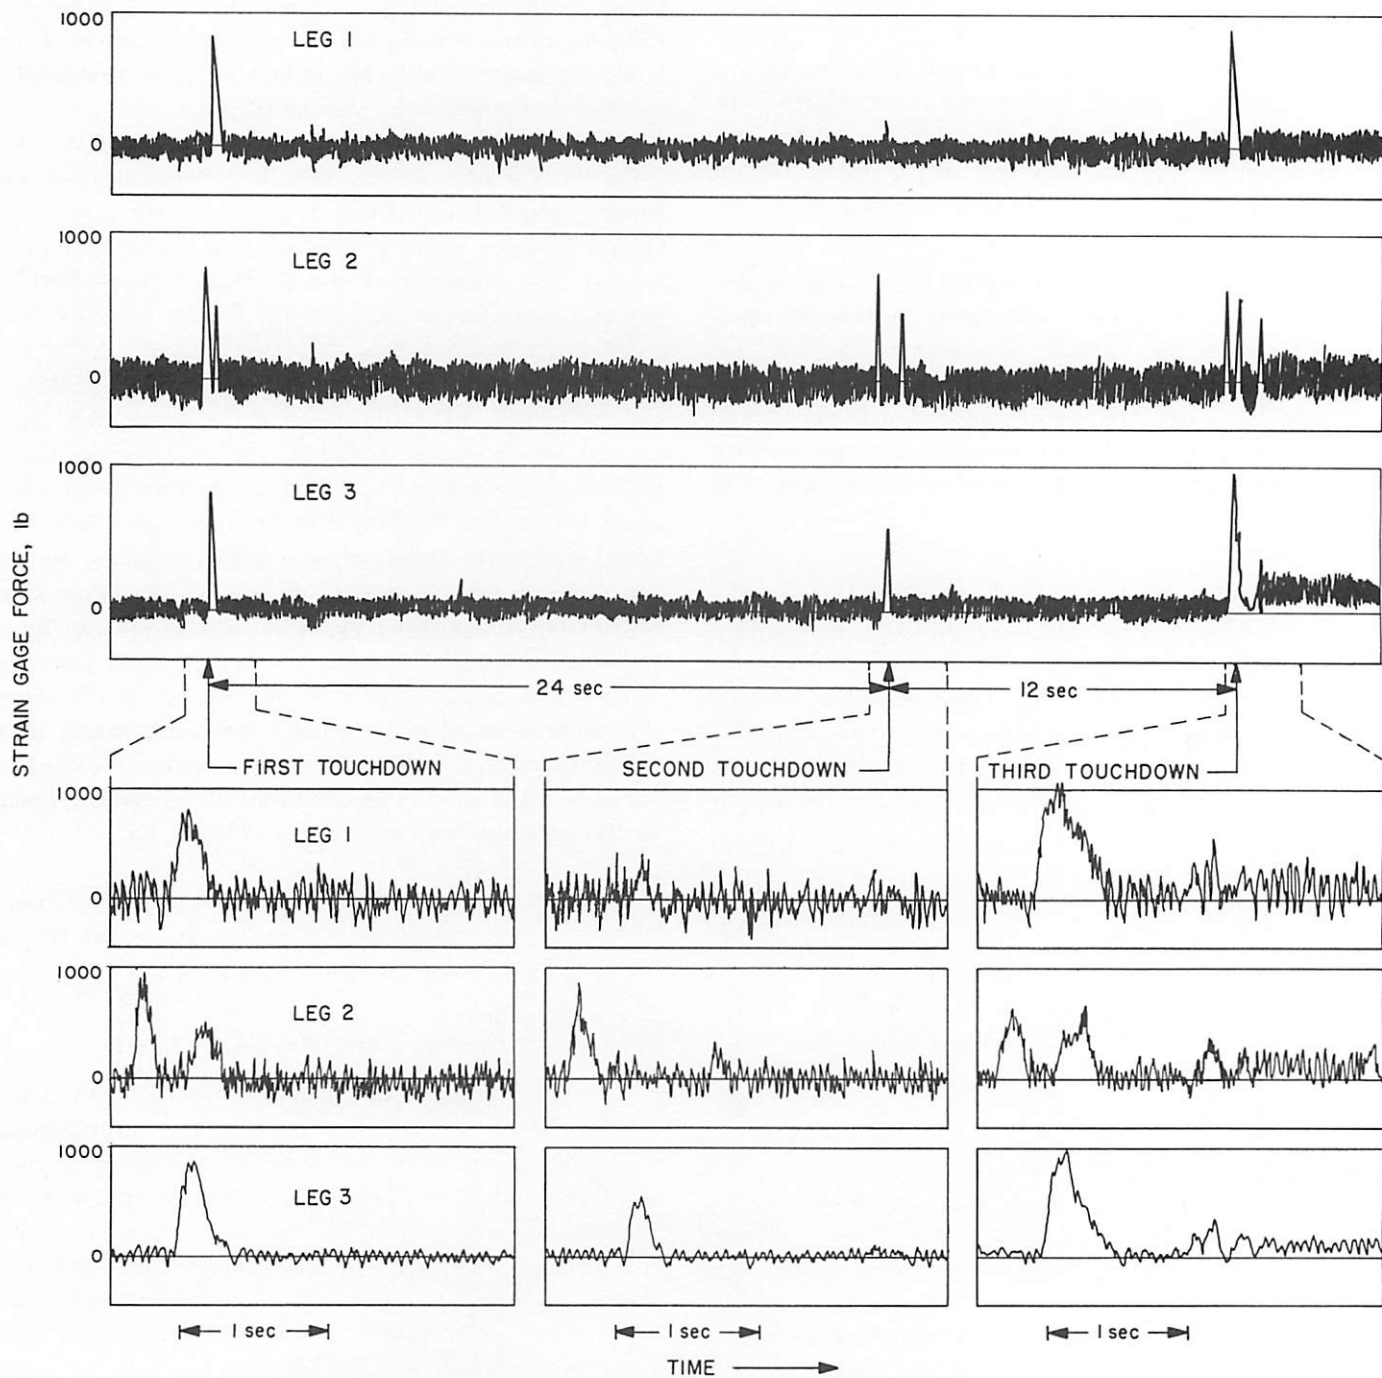 1000
LEG 1
0
1000
LEG 2
0
1000
LEG 3
0
STRAIN GAGE FORCE, lb
24 sec
12 sec
FIRST TOUCHDOWN
SECOND TOUCHDOWN
THIRD TOUCHDOWN
1000
LEG 1
0
1000
LEG 2
0
1000
LEG 3
0
1 sec
1 sec
1 sec
TIME